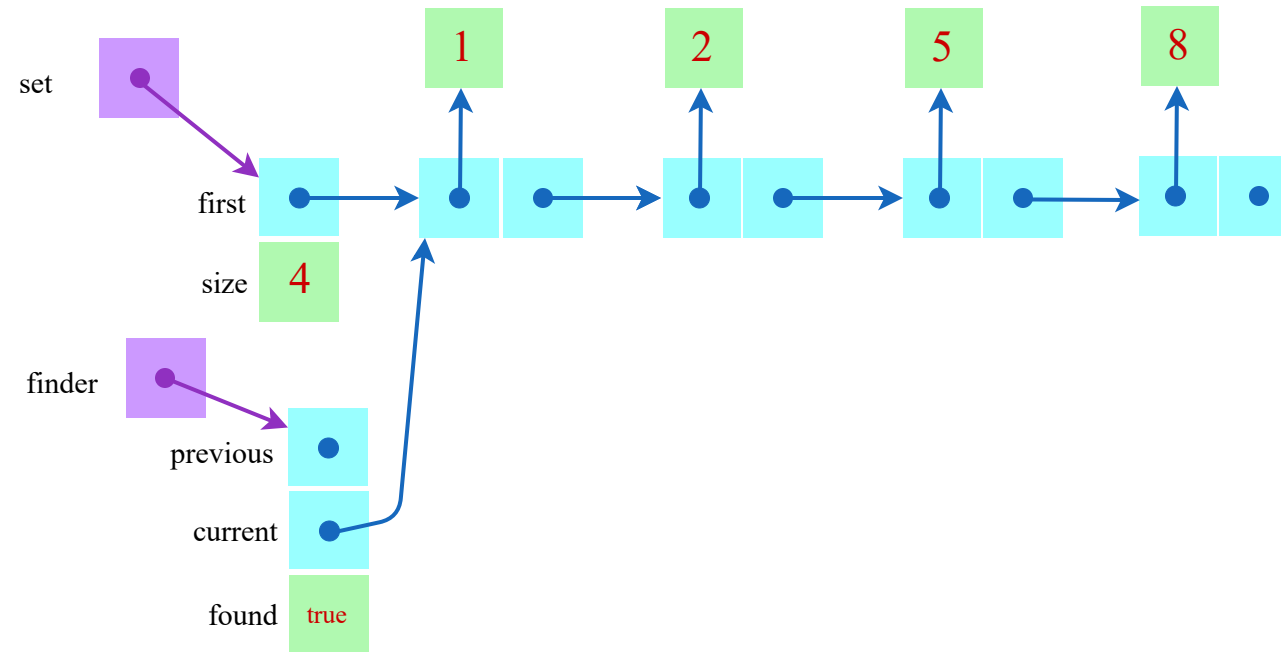 1
2
5
8
set
first
size
4
finder
previous
current
found
true